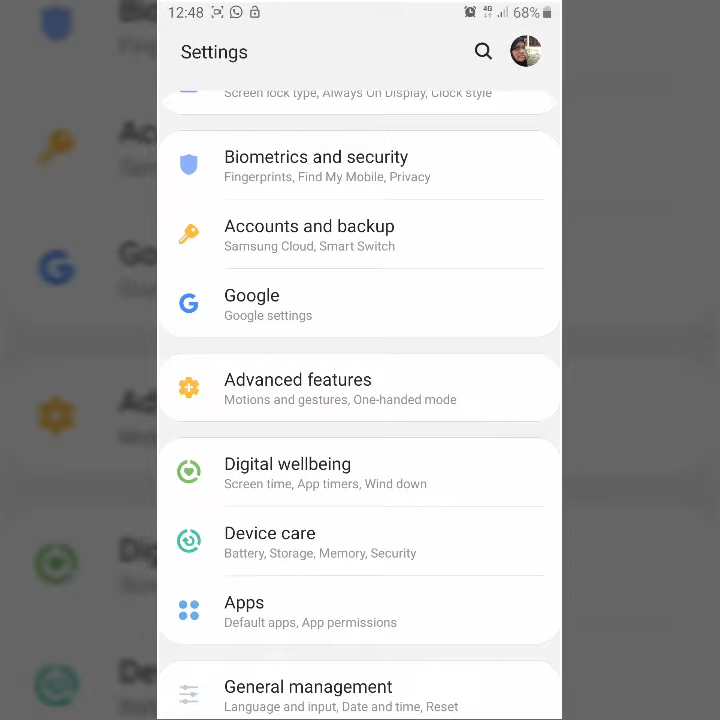 12:48 4G 68%
Settings
Screen lock type, Always On Display, Clock style
Biometrics and security
Fingerprints, Find My Mobile, Privacy
Accounts and backup
Samsung Cloud, Smart Switch
Google
Google settings
Advanced features
Motions and gestures, One-handed mode
Digital wellbeing
Screen time, App timers, Wind down
Device care
Battery, Storage, Memory, Security
Apps
Default apps, App permissions
General management
Language and input, Date and time, Reset